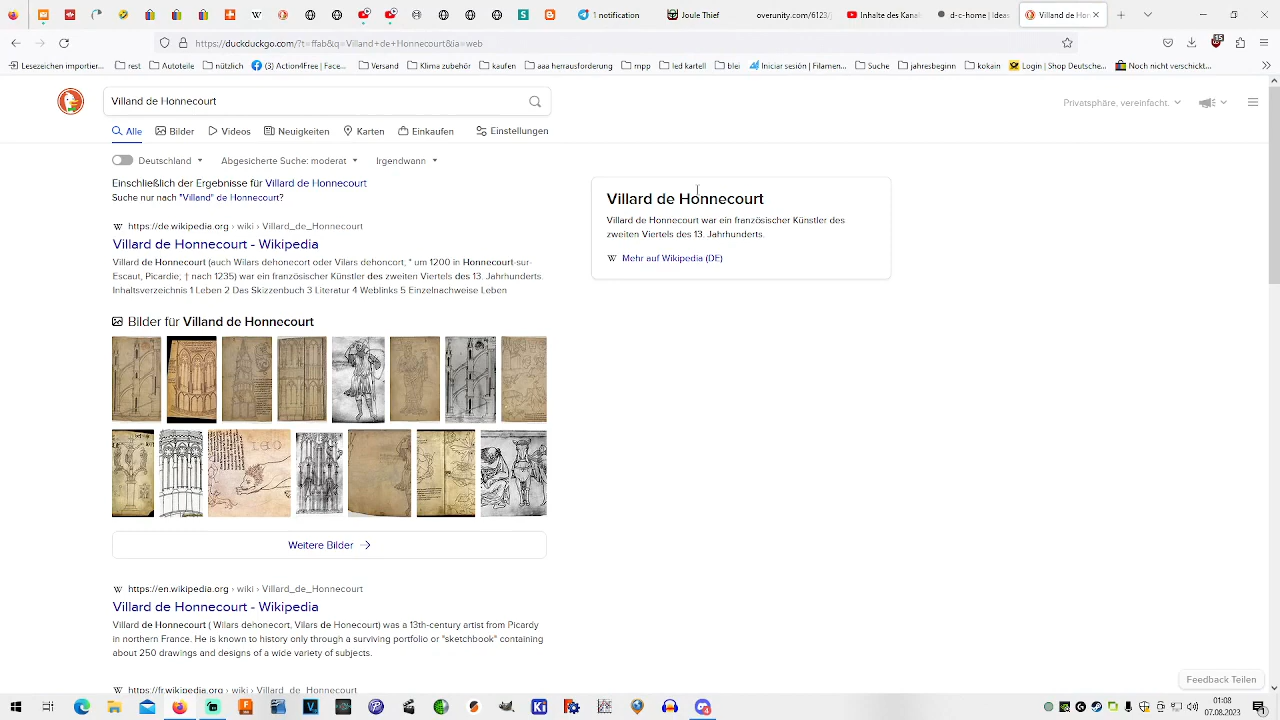 1 notification
Joule Thief
overunity.com/0130/
Inhalte des Kan
d-c-home | Ideas
Villand de Hon
https://duckduckgo.com/?t=ffab&q=Villand+de+Honnecourt&ia=web
Lesezeichen importier...
rest
Autoteile
nützlich
(3) Action4Free | Face...
Versand
Klima zubehör
kaufen
aaa herrausforderung
mpp
led kartell
blei
Iniciar sesión | Filamen...
Suche
jahresbeginn
kokain
Login | Shop Deutsche...
Noch nicht verschickt...
Villand de Honnecourt
Privatsphäre, vereinfacht.
Alle
Bilder
Videos
Neuigkeiten
Karten
Einkaufen
Einstellungen
Deutschland
Abgesicherte Suche: moderat
Irgendwann
Einschließlich der Ergebnisse für Villard de Honnecourt
Suche nur nach "Villand" de Honnecourt?
https://de.wikipedia.org › wiki › Villard_de_Honnecourt
Villard de Honnecourt - Wikipedia
Villard de Honnecourt (auch Wilars dehonecort oder Vilars dehoncort, * um 1200 in Honnecourt-sur-
Escaut, Picardie; † nach 1235) war ein französischer Künstler des zweiten Viertels des 13. Jahrhunderts.
Inhaltsverzeichnis 1 Leben 2 Das Skizzenbuch 3 Literatur 4 Weblinks 5 Einzelnachweise Leben
Villard de Honnecourt
Villard de Honnecourt war ein französischer Künstler des
zweiten Viertels des 13. Jahrhunderts.
Mehr auf Wikipedia (DE)
Bilder für Villand de Honnecourt
Weitere Bilder
https://en.wikipedia.org › wiki › Villard_de_Honnecourt
Villard de Honnecourt - Wikipedia
Villard de Honnecourt ( Wilars dehonecort, Vilars de Honecourt) was a 13th-century artist from Picardy
in northern France. He is known to history only through a surviving portfolio or "sketchbook" containing
about 250 drawings and designs of a wide variety of subjects.
https://fr.wikipedia.org › wiki › Villard_de_Honnecourt
Feedback Teilen
01:08
07.08.2023